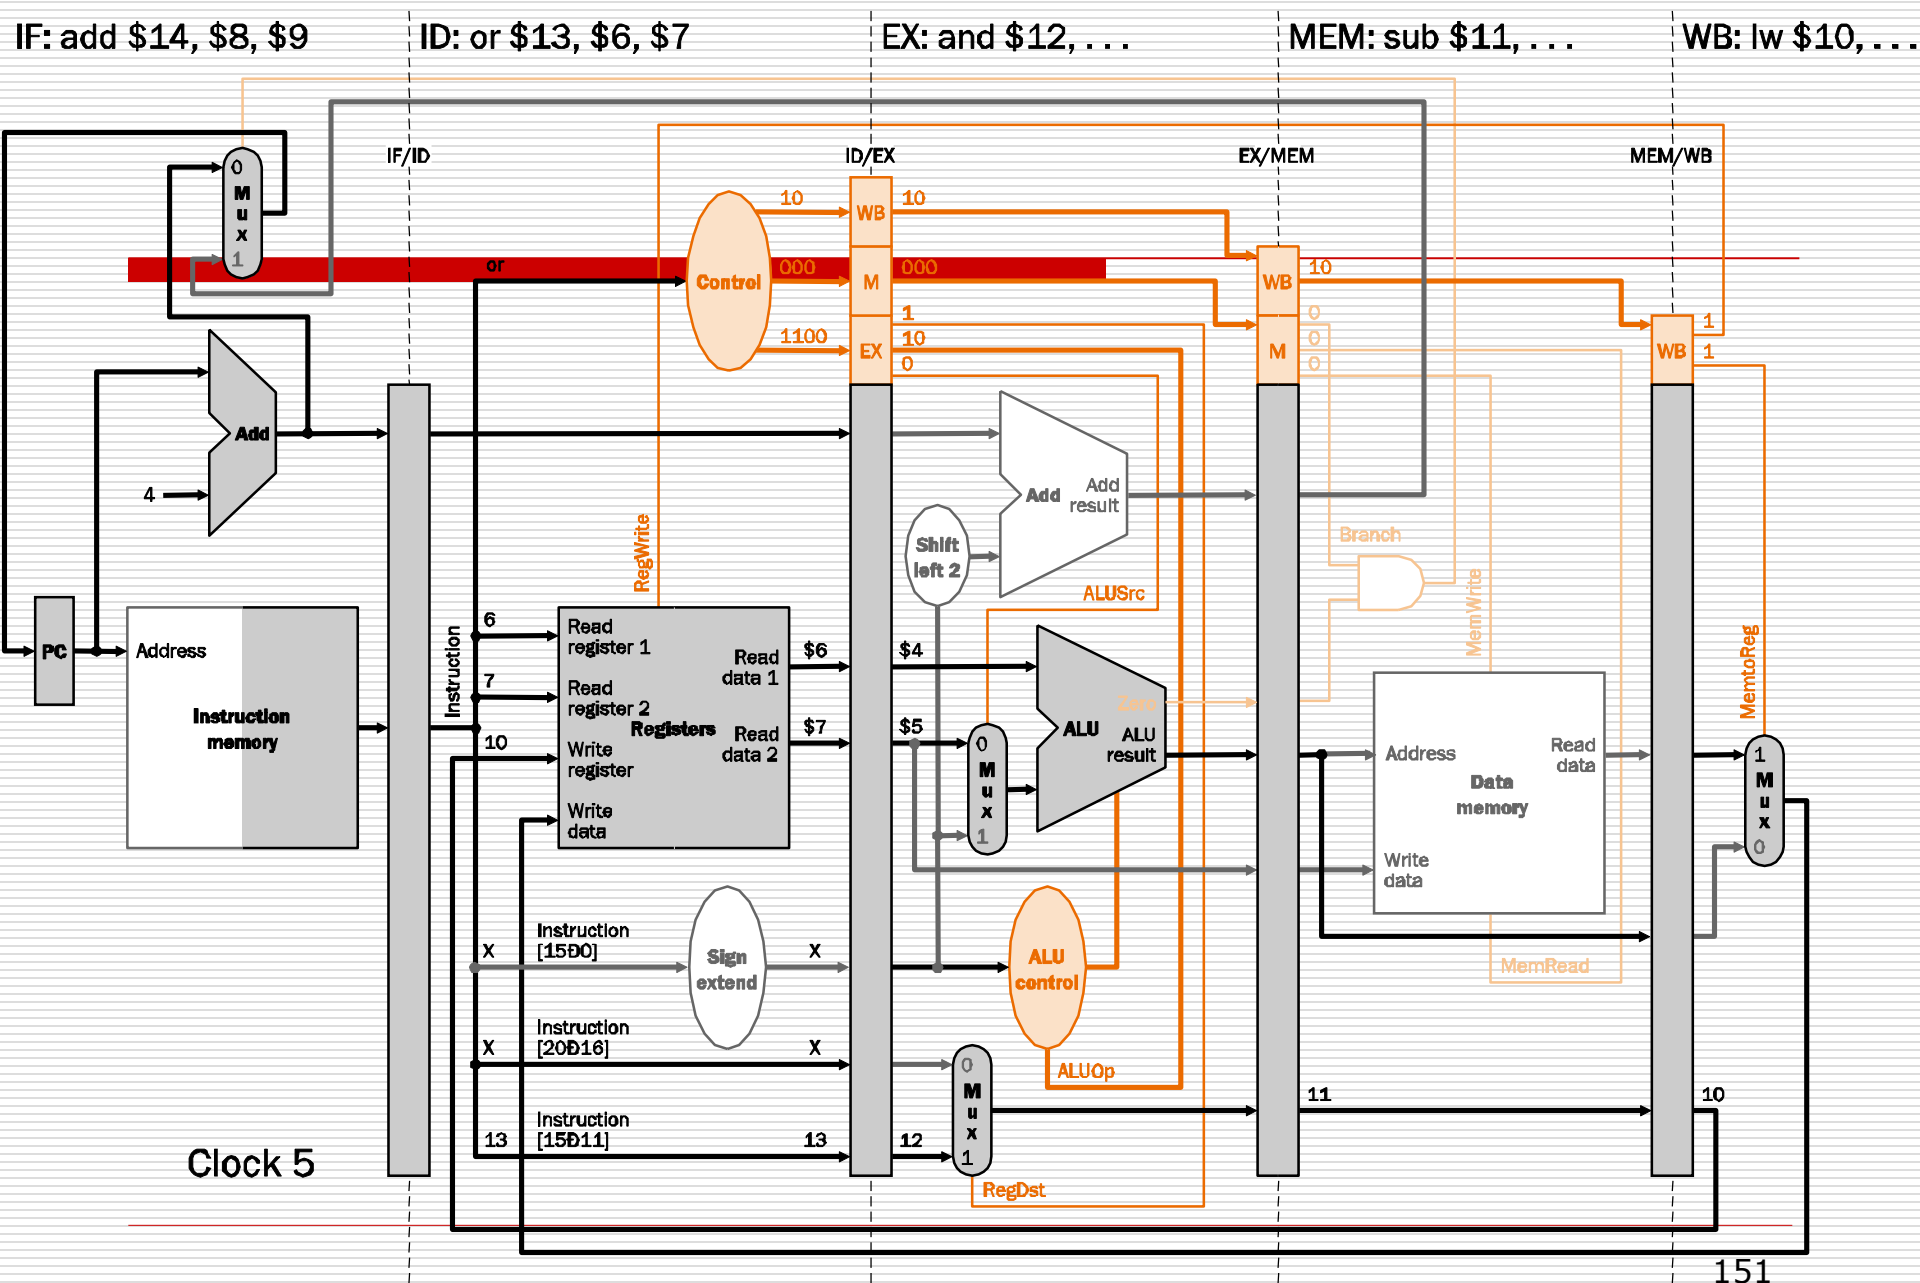 IF: add $14, $8, $9
ID: or $13, $6, $7
EX: and $12, . . .
MEM: sub $11, . . .
WB: lw $10, . . .
IF/ID
ID/EX
EX/MEM
MEM/WB
0
M
u
x
1
or
Control
10
000
1100
WB
M
EX
10
000
1
10
0
WB
M
10
0
0
0
WB
1
1
Add
4
RegWrite
Add
Add
result
Shift
left 2
ALUSrc
Branch
MemWrite
MemtoReg
PC
Address
Instruction
memory
Instruction
6
7
10
Read
register 1
Read
register 2
Write
register
Write
data
Registers
Read
data 1
Read
data 2
$6
$7
$4
$5
0
M
u
x
1
Zero
ALU
ALU
result
Address
Data
memory
Read
data
Write
data
1
M
u
x
0
MemRead
X
Instruction
[15Ð0]
Sign
extend
X
ALU
control
ALUOp
X
Instruction
[20Ð16]
X
0
M
u
x
1
13
Instruction
[15Ð11]
13
12
11
10
RegDst
Clock 5
151